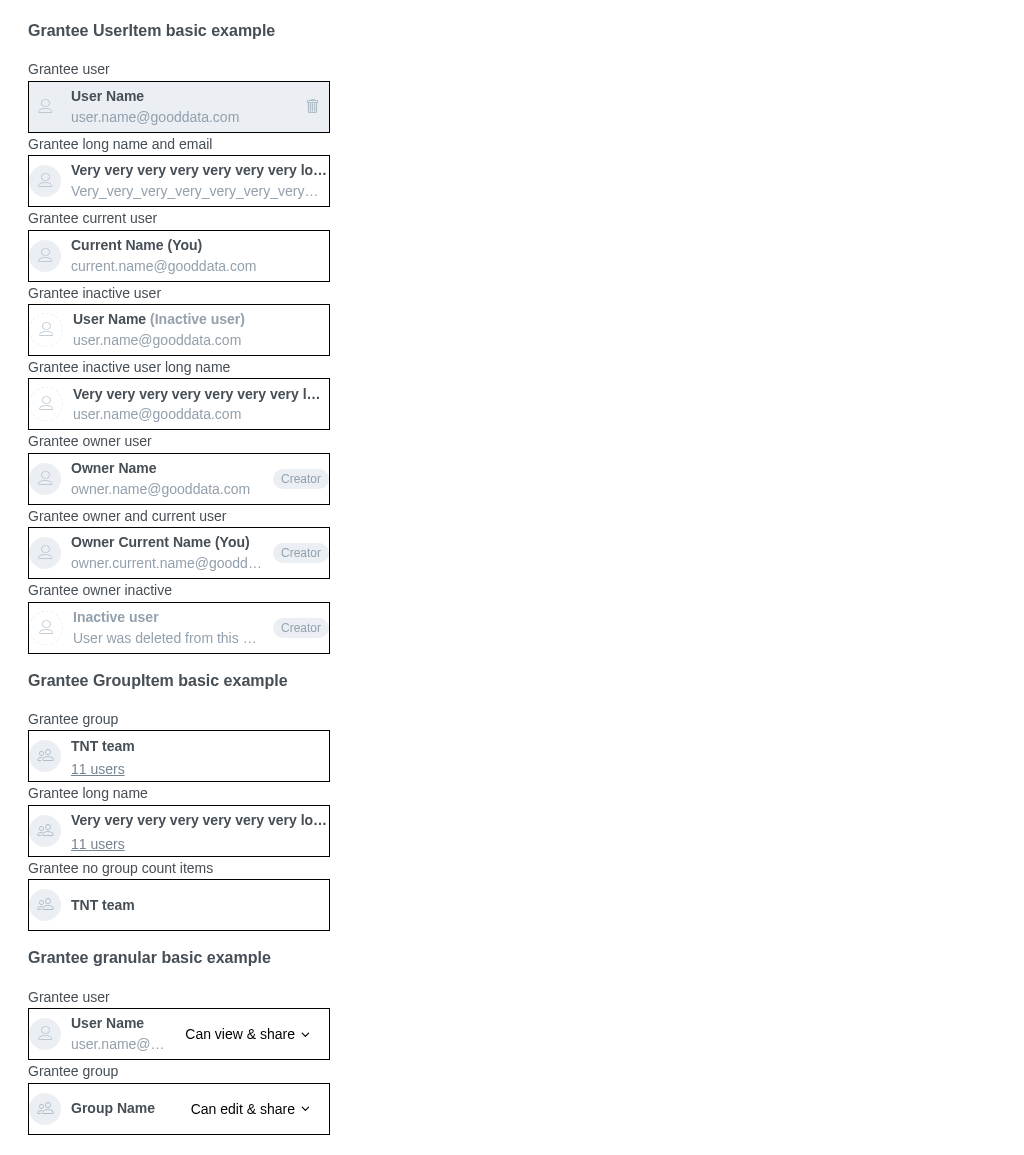 Grantee UserItem basic example
Grantee user
User Name
user.name@gooddata.com
Grantee long name and email
Very very very very very very very lo…
Very_very_very_very_very_very_very…
Grantee current user
Current Name (You)
current.name@gooddata.com
Grantee inactive user
User Name (Inactive user)
user.name@gooddata.com
Grantee inactive user long name
Very very very very very very very l…
user.name@gooddata.com
Grantee owner user
Owner Name
owner.name@gooddata.com
Creator
Grantee owner and current user
Owner Current Name (You)
owner.current.name@goodd…
Creator
Grantee owner inactive
Inactive user
User was deleted from this …
Creator
Grantee GroupItem basic example
Grantee group
TNT team
11 users
Grantee long name
Very very very very very very very lo…
11 users
Grantee no group count items
TNT team
Grantee granular basic example
Grantee user
User Name
user.name@…
Can view & share
Grantee group
Group Name
Can edit & share